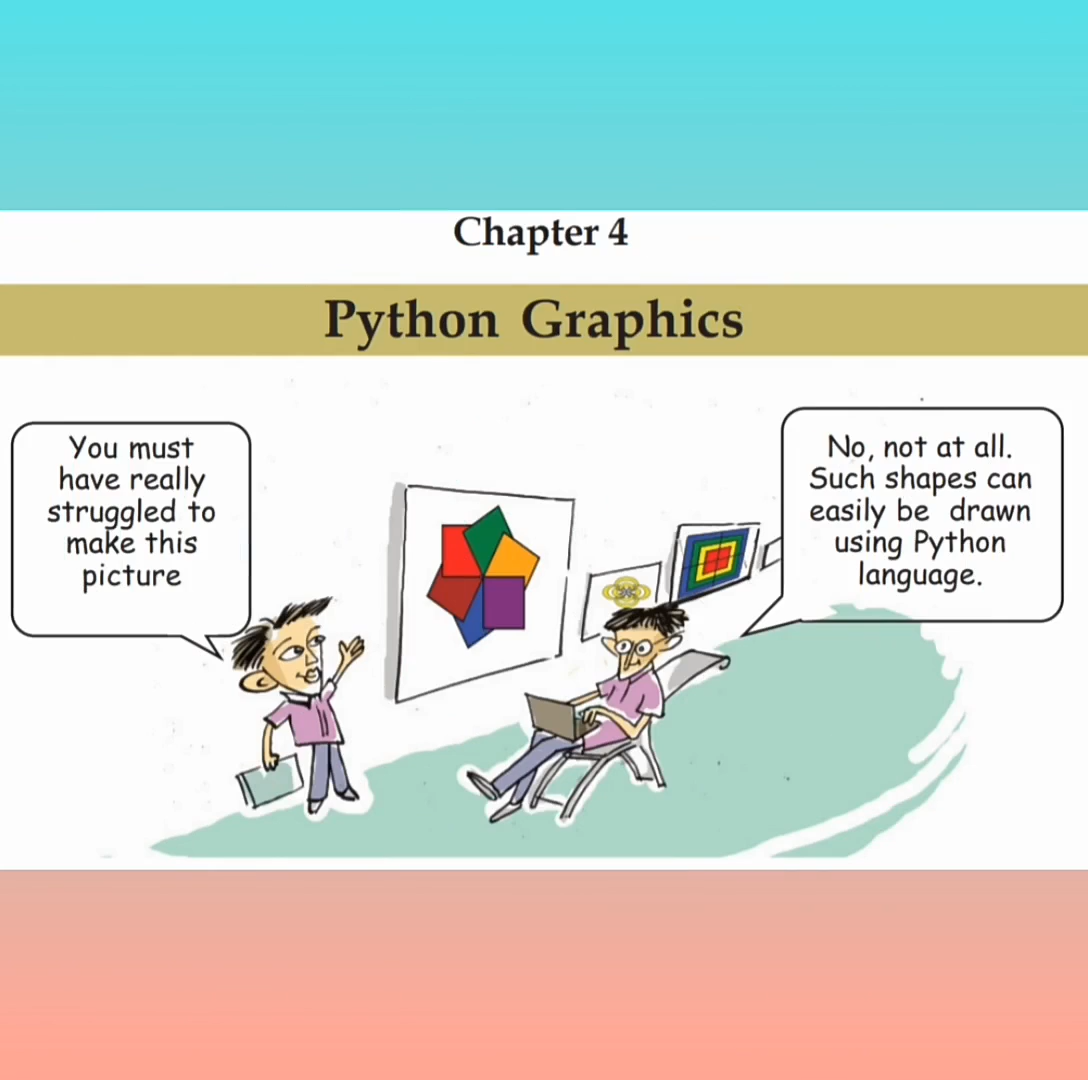 Chapter 4
Python Graphics
You must
have really
struggled to
make this
picture
No, not at all.
Such shapes can
easily be drawn
using Python
language.